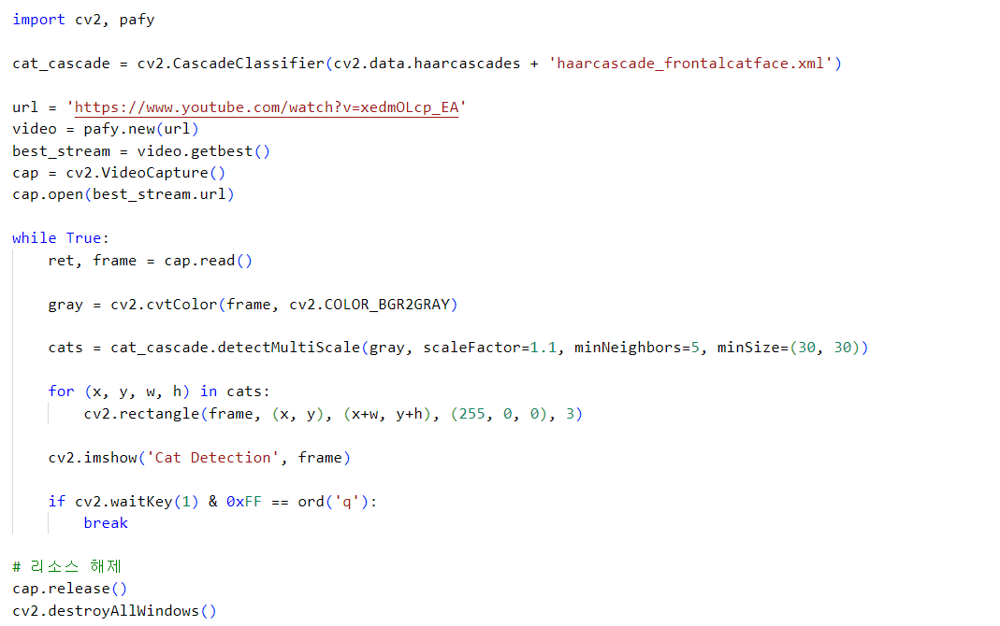 import cv2, pafy
cat_cascade = cv2.CascadeClassifier(cv2.data.haarcascades + 'haarcascade_frontalcatface.xml')
url = 'https://www.youtube.com/watch?v=xedmOLcp_EA'
video = pafy.new(url)
best_stream = video.getbest()
cap = cv2.VideoCapture()
cap.open(best_stream.url)
while True:
    ret, frame = cap.read()
    gray = cv2.cvtColor(frame, cv2.COLOR_BGR2GRAY)
    cats = cat_cascade.detectMultiScale(gray, scaleFactor=1.1, minNeighbors=5, minSize=(30, 30))
    for (x, y, w, h) in cats:
        cv2.rectangle(frame, (x, y), (x+w, y+h), (255, 0, 0), 3)
    cv2.imshow('Cat Detection', frame)
    if cv2.waitKey(1) & 0xFF == ord('q'):
        break
# 리소스 해제
cap.release()
cv2.destroyAllWindows()